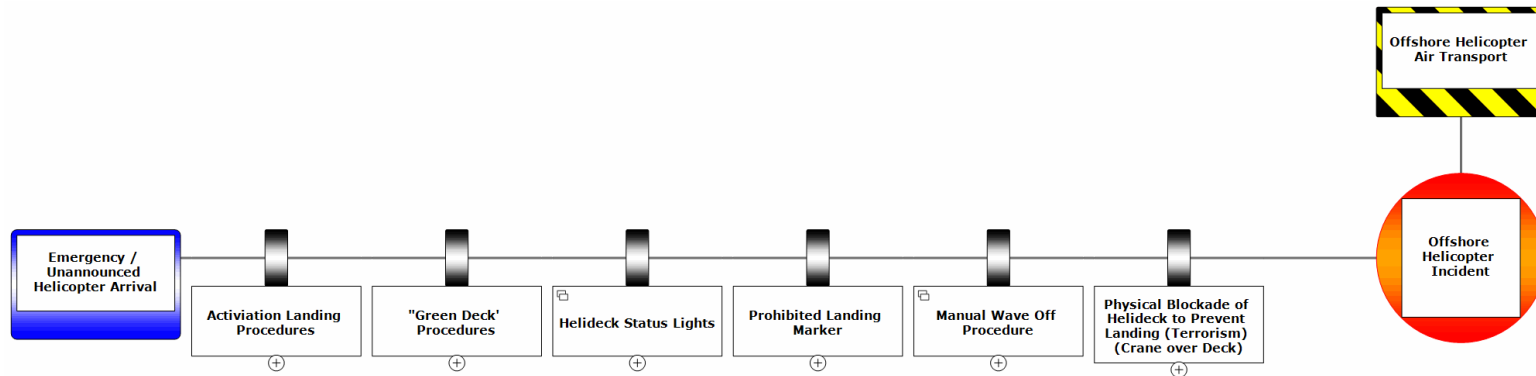 Offshore Helicopter
Air Transport
Emergency /
Unannounced
Helicopter Arrival
Activiation Landing
Procedures
"Green Deck'
Procedures
Helideck Status Lights
Prohibited Landing
Marker
Manual Wave Off
Procedure
Physical Blockade of
Helideck to Prevent
Landing (Terrorism)
(Crane over Deck)
Offshore
Helicopter
Incident